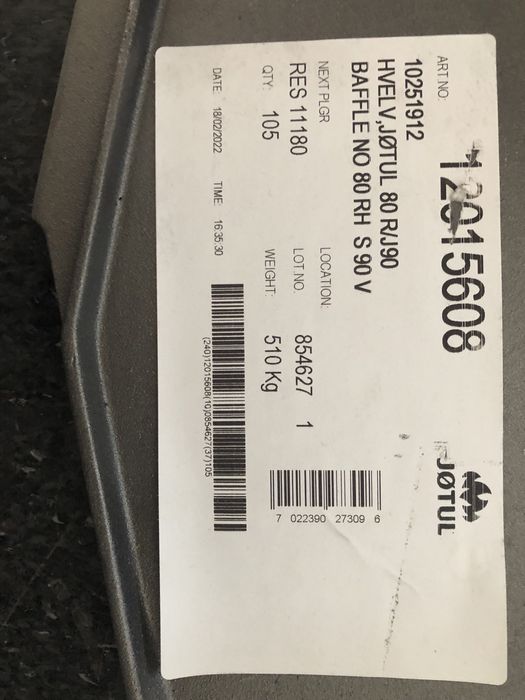 ART.NO: 12015608
JØTUL
10251912
HVELV,JØTUL 80 R/J90
BAFFLE NO 80 RH S 90 V
NEXT PLGR LOCATION:
RES 11180 LOT.NO. 854627 1
QTY: 105 WEIGHT: 510 Kg
7 022390 27309 6
DATE: 18/02/2022 TIME: 16:35:30
(240)12015608(10)0854627(37)105